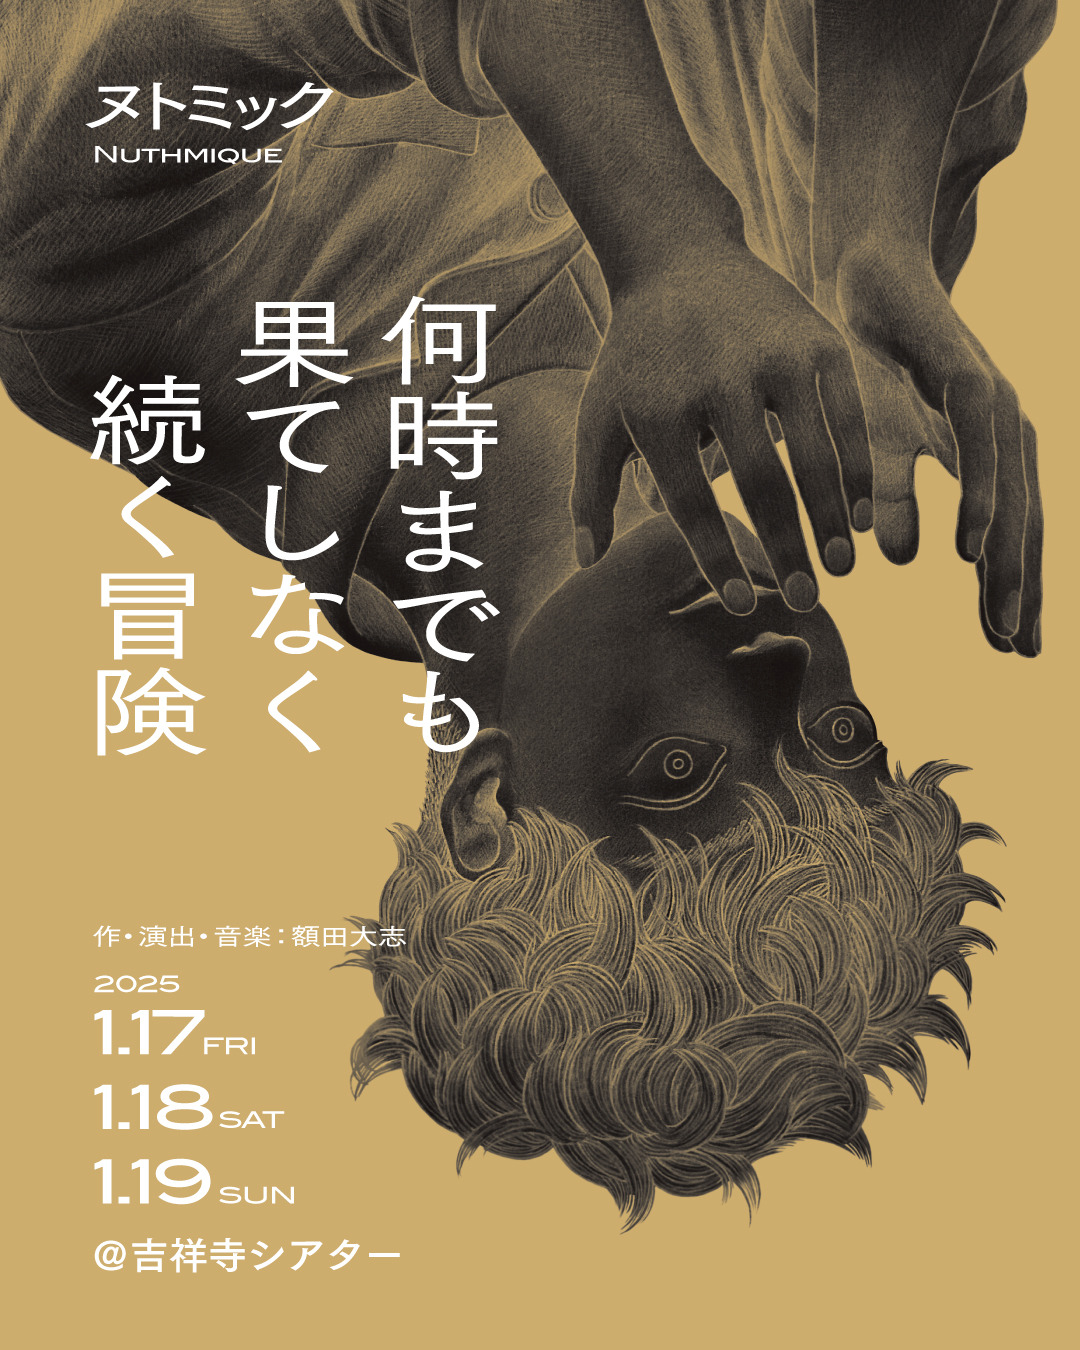 ヌトミック
NUTHMIQUE
何時までも
果てしなく
続く冒険
作・演出・音楽:額田大志
2025
1.17 FRI
1.18 SAT
1.19 SUN
@吉祥寺シアター